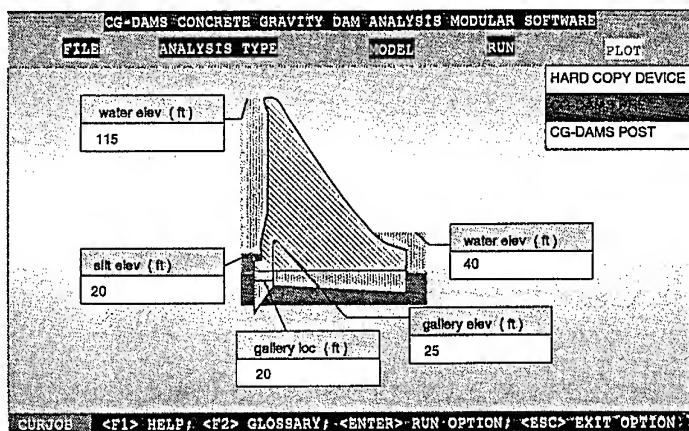 CG-DAMS CONCRETE GRAVITY DAM ANALYSIS MODULAR SOFTWARE
FILE ANALYSIS TYPE MODEL RUN PLOT
HARD COPY DEVICE
CG-DAMS POST
water elev (ft)
115
water elev (ft)
40
silt elev (ft)
20
gallery elev (ft)
25
gallery loc (ft)
20
CURJOB <F1> HELP; <F2> GLOSSARY; <ENTER> RUN OPTION; <ESC> EXIT OPTION